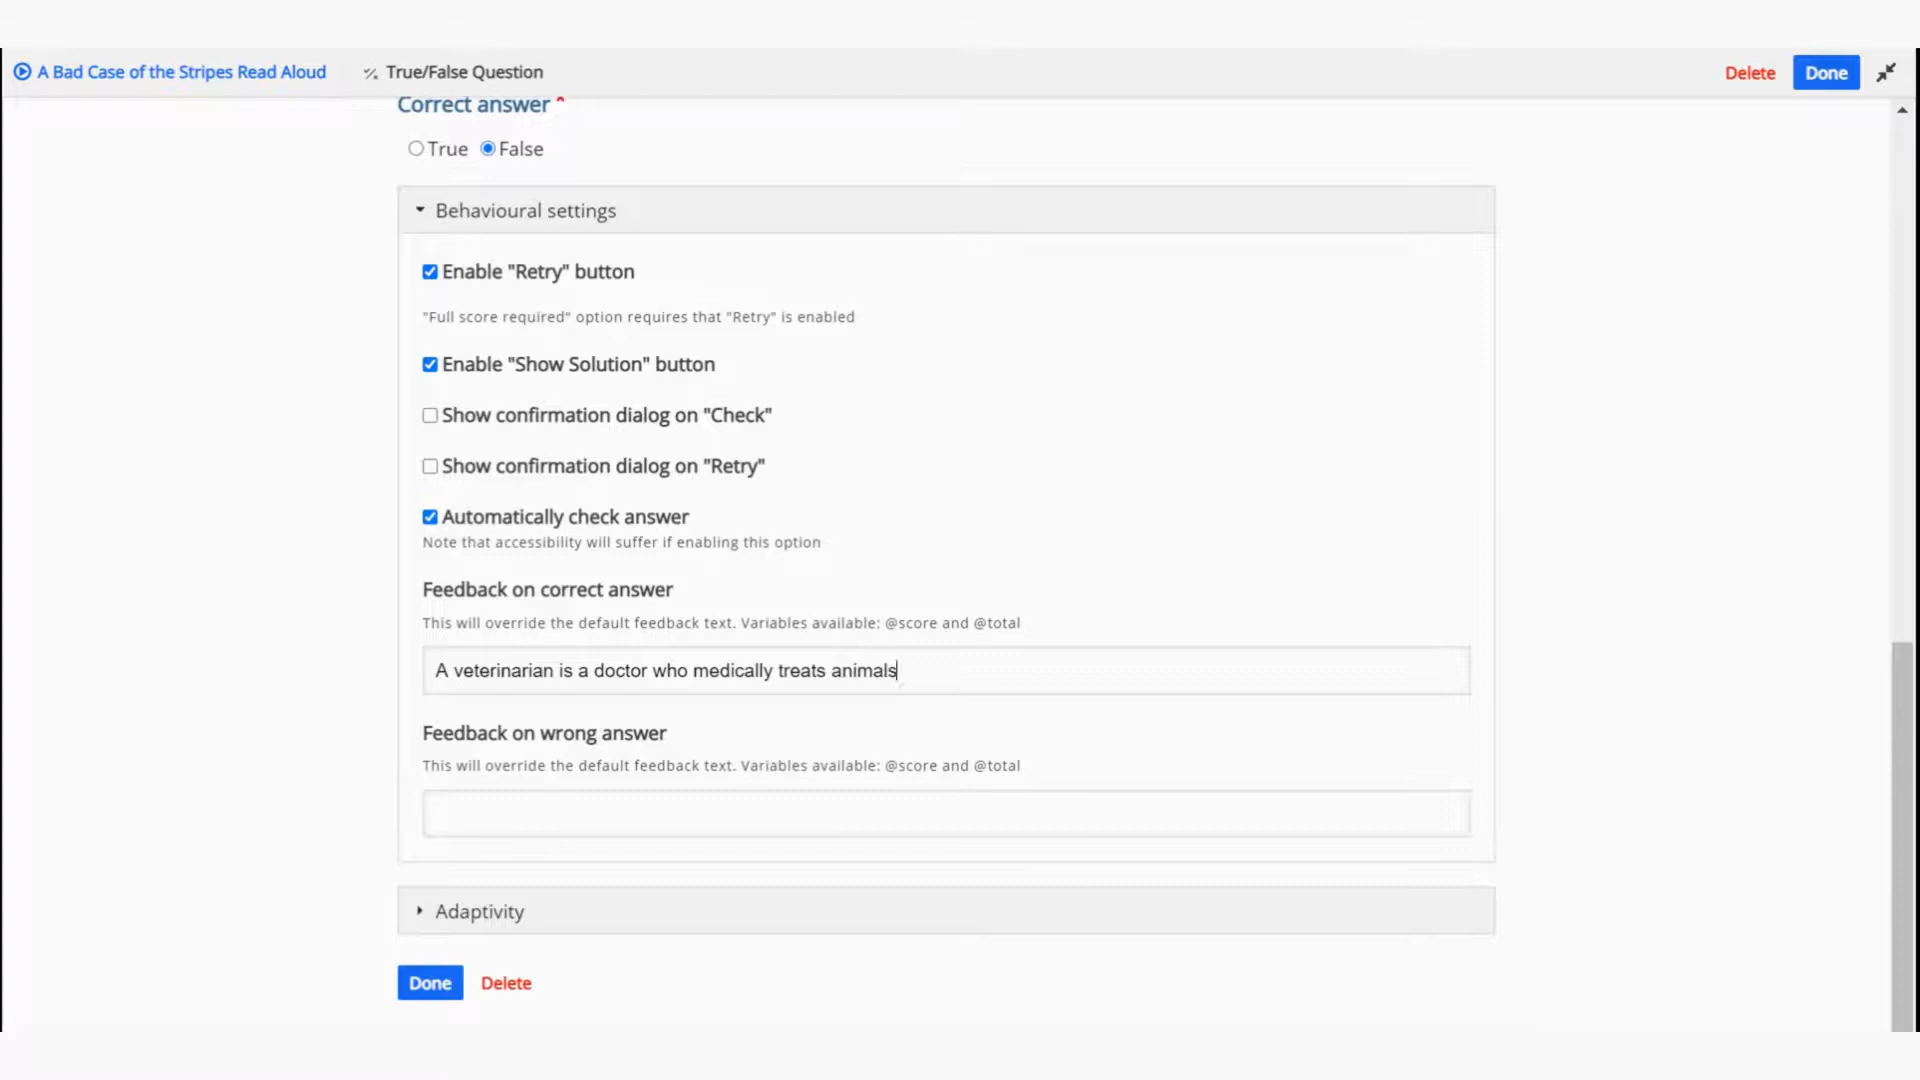 A Bad Case of the Stripes Read Aloud True/False Question Delete Done
Correct answer *
True False
Behavioural settings
Enable "Retry" button
"Full score required" option requires that "Retry" is enabled
Enable "Show Solution" button
Show confirmation dialog on "Check"
Show confirmation dialog on "Retry"
Automatically check answer
Note that accessibility will suffer if enabling this option
Feedback on correct answer
This will override the default feedback text. Variables available: @score and @total
A veterinarian is a doctor who medically treats animals
Feedback on wrong answer
This will override the default feedback text. Variables available: @score and @total
Adaptivity
Done Delete